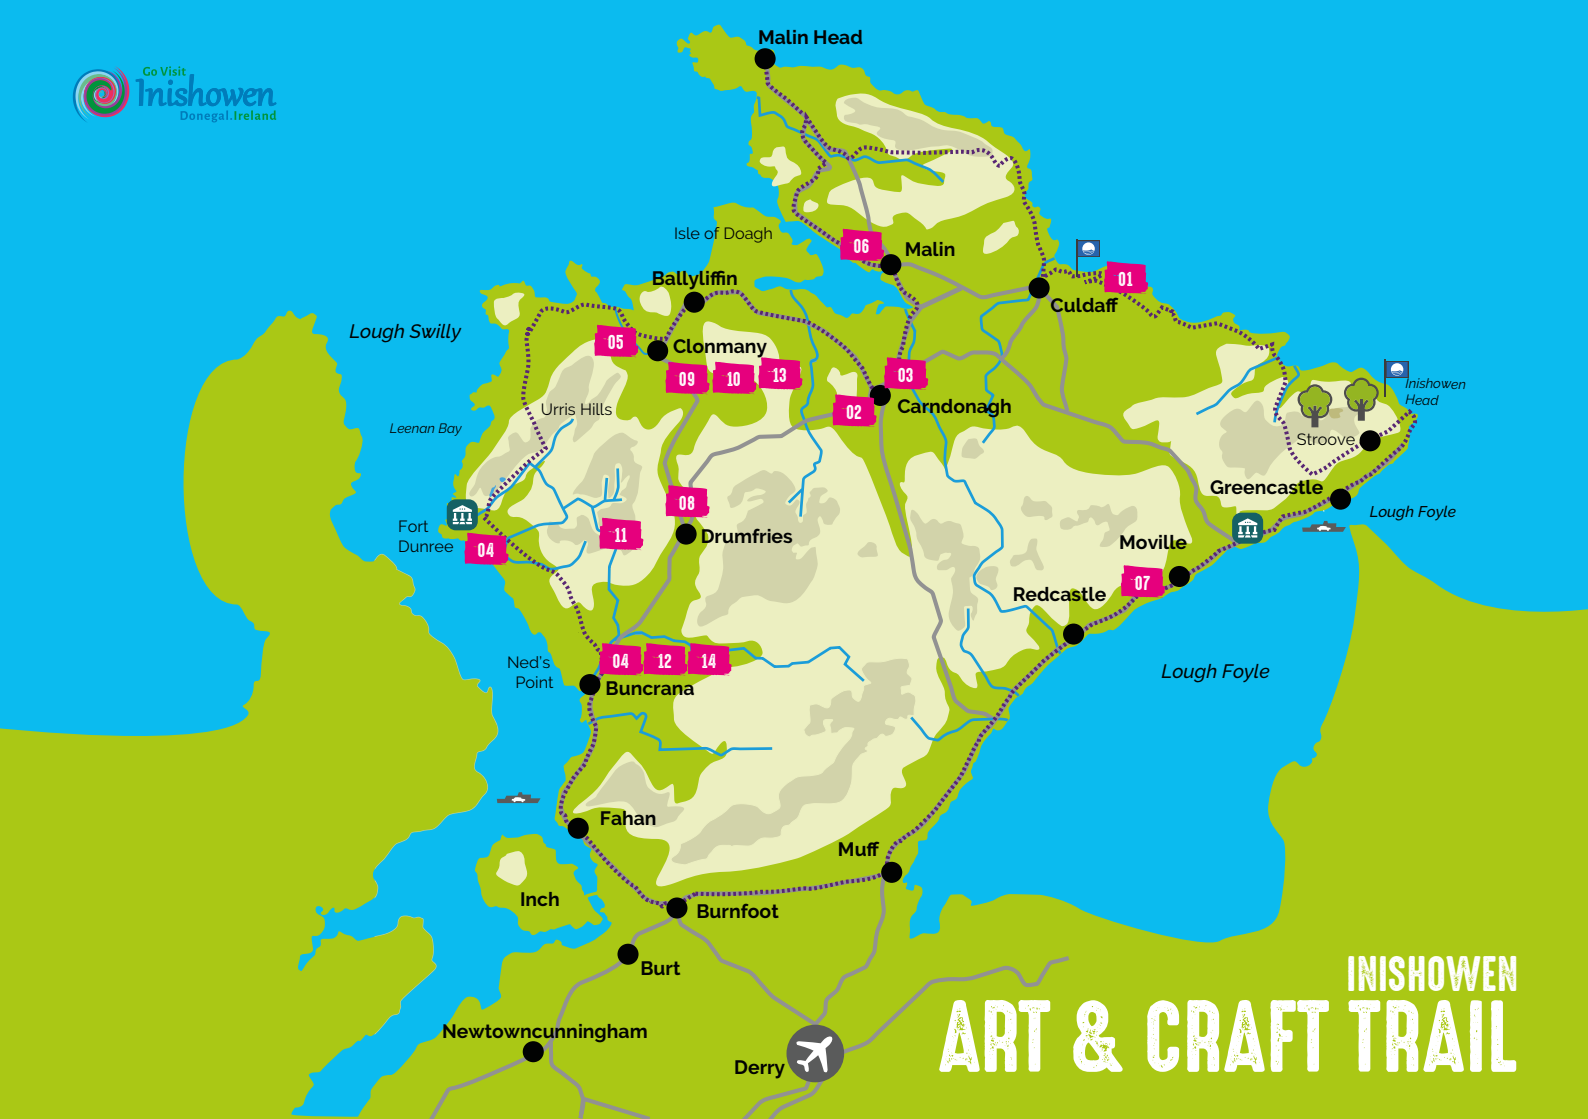 Malin Head
Go Visit
Inishowen
Donegal.Ireland
Isle of Doagh
06
Malin
01
Ballyliffin
Culdaff
Lough Swilly
05
Clonmany
09
10
13
03
02
Carndonagh
Inishowen
Head
Urris Hills
Leenan Bay
Stroove
Greencastle
Lough Foyle
08
Fort
Dunree
04
11
Drumfries
Moville
07
Redcastle
Ned's
Point
04
12
14
Buncrana
Lough Foyle
Fahan
Muff
Inch
Burnfoot
Burt
Newtowncunningham
Derry
INISHOWEN
ART & CRAFT TRAIL